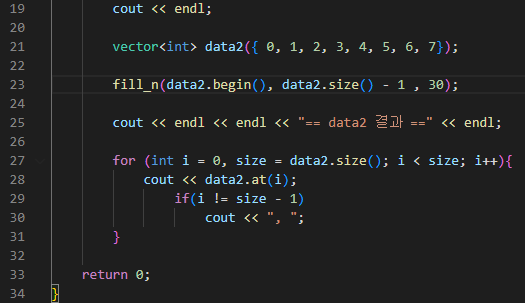 19 cout << endl;
20
21 vector<int> data2({ 0, 1, 2, 3, 4, 5, 6, 7});
22
23 fill_n(data2.begin(), data2.size() - 1 , 30);
24
25 cout << endl << endl << "== data2 결과 ==" << endl;
26
27 for (int i = 0, size = data2.size(); i < size; i++){
28 cout << data2.at(i);
29 if(i != size - 1)
30 cout << ", ";
31 }
32
33 return 0;
34 }